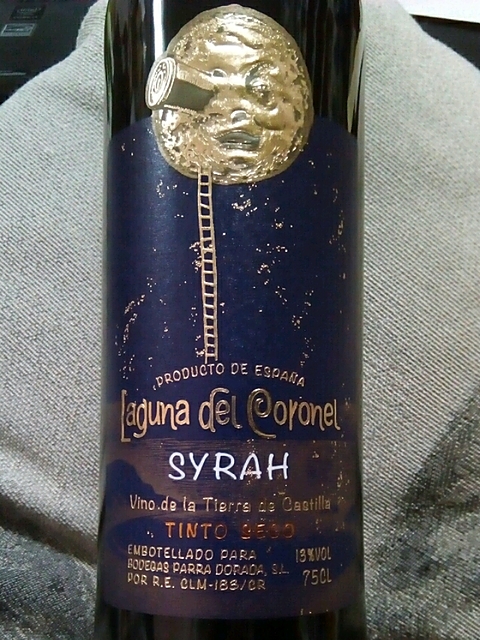 PRODUCTO DE ESPAÑA
Laguna del Coronel
SYRAH
Vino de la Tierra de Castilla
TINTO SECO
EMBOTELLADO PARA
BODEGAS PARRA DORADA, S.L.
POR R.E. CLM-183/CR
13%VOL
75CL